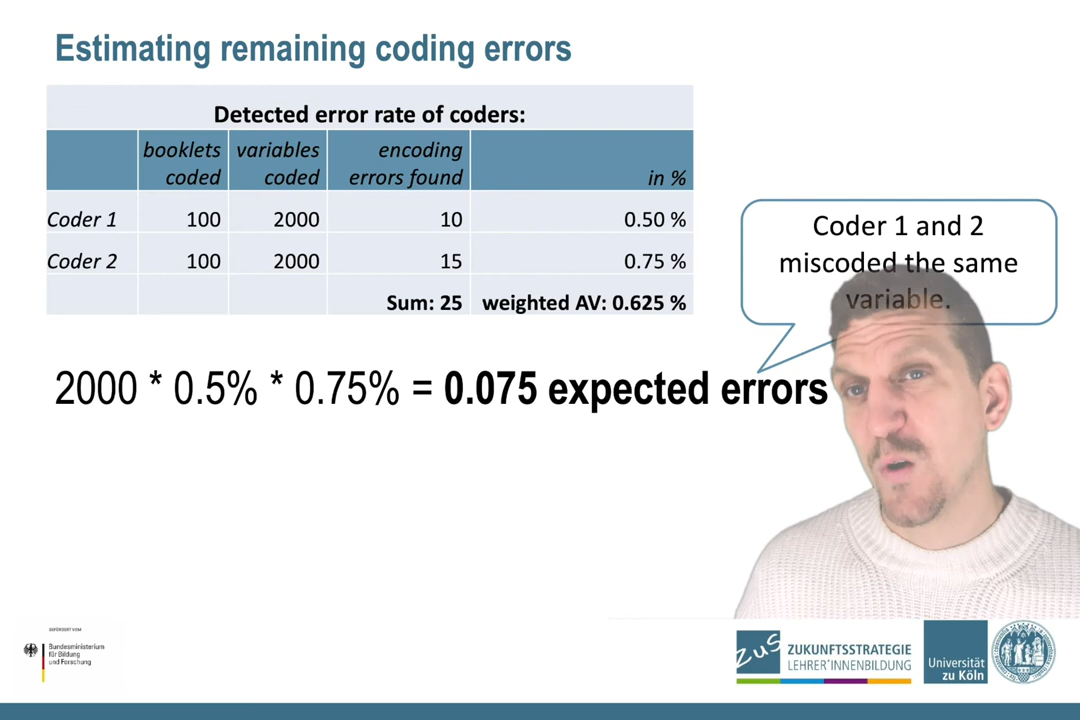 Estimating remaining coding errors
Detected error rate of coders:
booklets coded variables coded encoding errors found in %
Coder 1 100 2000 10 0.50 %
Coder 2 100 2000 15 0.75 %
Sum: 25 weighted AV: 0.625 %
Coder 1 and 2
miscoded the same
variable.
2000 * 0.5% * 0.75% = 0.075 expected errors
GEFÖRDERT VOM
Bundesministerium
für Bildung
und Forschung
ZuS
ZUKUNFTSSTRATEGIE
LEHRER*INNENBILDUNG
Universität
zu Köln